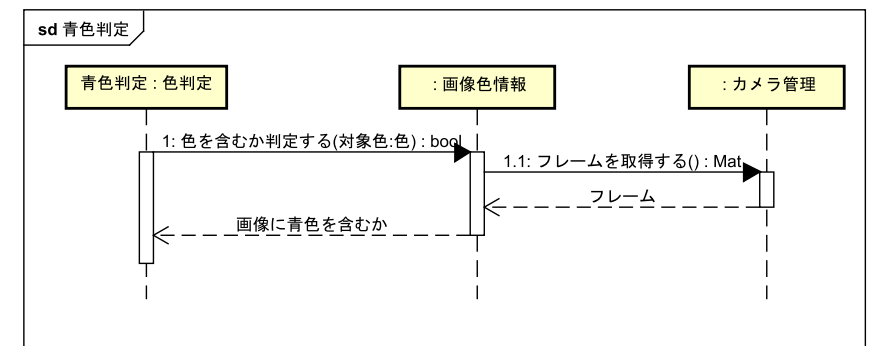 sd 青色判定
青色判定 : 色判定
: 画像色情報
: カメラ管理
1: 色を含むか判定する(対象色:色) : bool
1.1: フレームを取得する() : Mat
フレーム
画像に青色を含むか